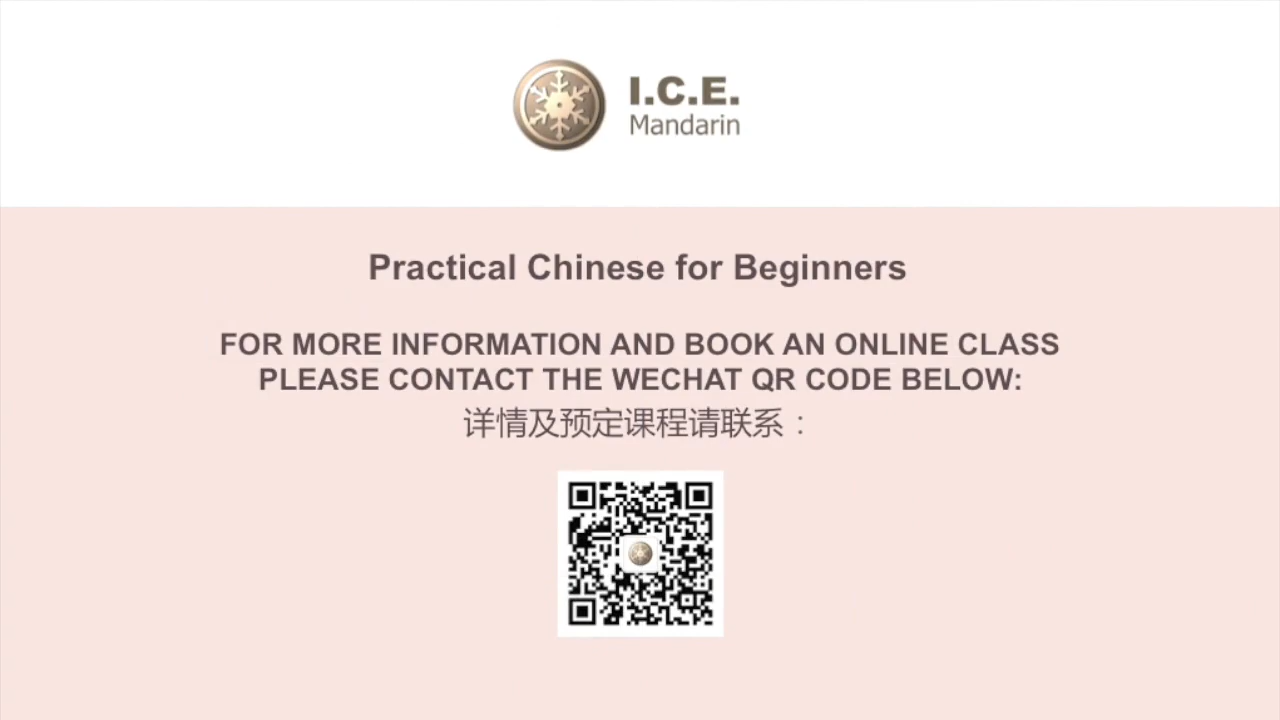 I.C.E.
Mandarin
Practical Chinese for Beginners
FOR MORE INFORMATION AND BOOK AN ONLINE CLASS
PLEASE CONTACT THE WECHAT QR CODE BELOW:
详情及预定课程请联系：